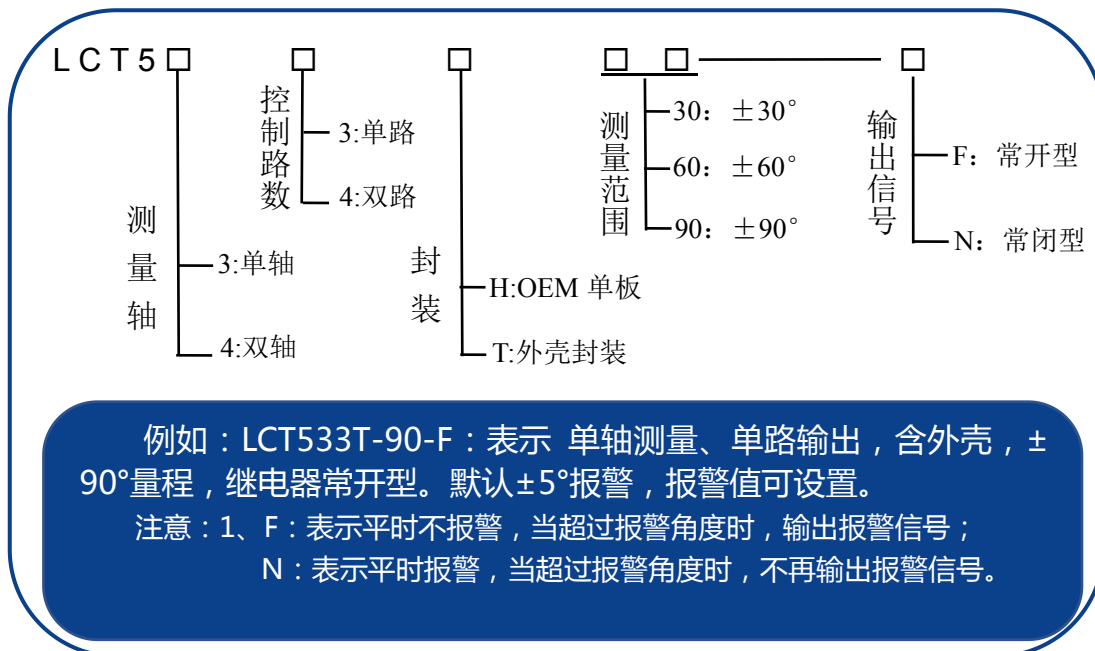 LCT5□ □ □ □ □ □
控制路数
3:单路
4:双路
测量范围
30：±30°
60：±60°
90：±90°
输出信号
F：常开型
N：常闭型
测量轴
3:单轴
4:双轴
封装
H:OEM 单板
T:外壳封装
例如：LCT533T-90-F：表示 单轴测量、单路输出，含外壳，±
90°量程，继电器常开型。默认±5°报警，报警值可设置。
注意：1、F：表示平时不报警，当超过报警角度时，输出报警信号；
N：表示平时报警，当超过报警角度时，不再输出报警信号。